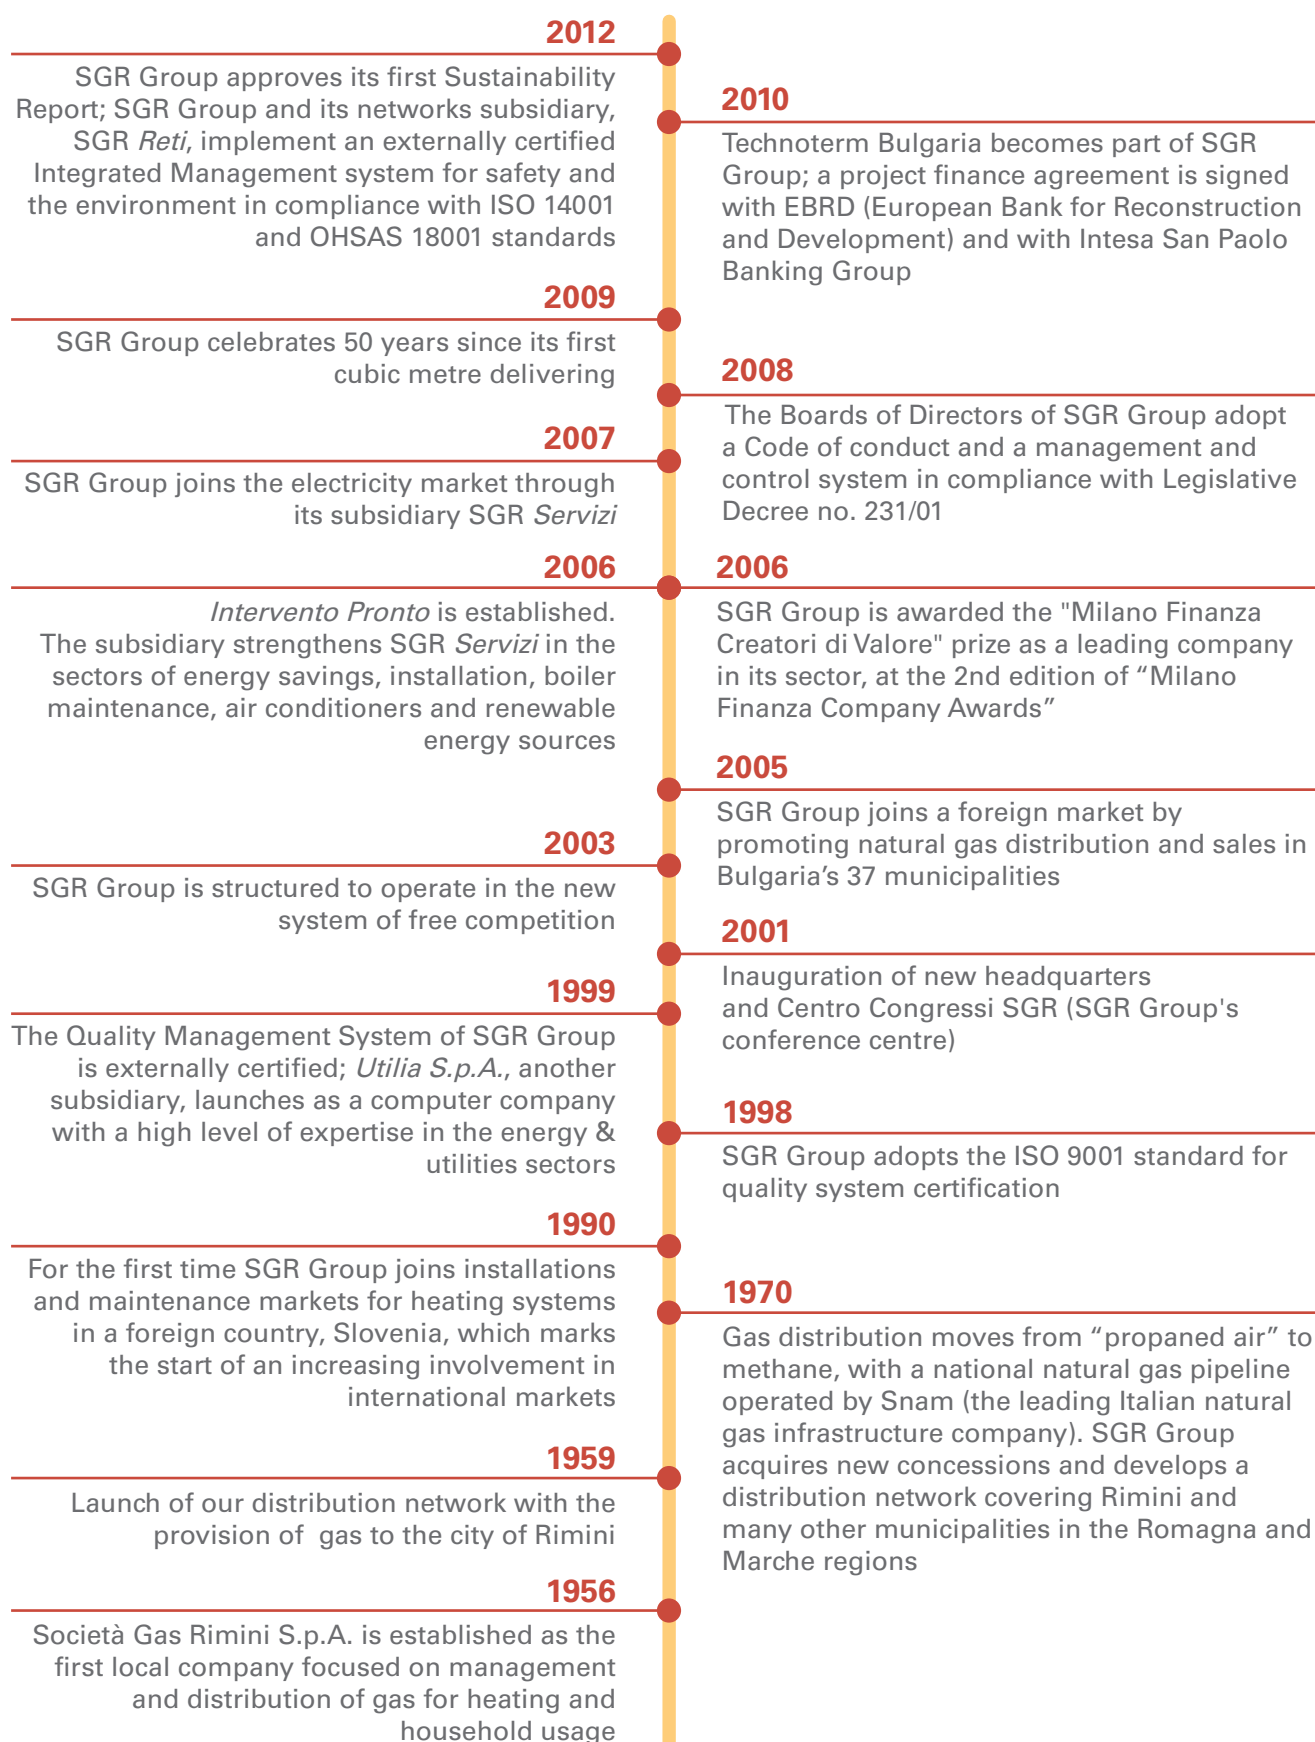 2012
SGR Group approves its first Sustainability
Report; SGR Group and its networks subsidiary,
SGR Reti, implement an externally certified
Integrated Management system for safety and
the environment in compliance with ISO 14001
and OHSAS 18001 standards
2010
Technoterm Bulgaria becomes part of SGR
Group; a project finance agreement is signed
with EBRD (European Bank for Reconstruction
and Development) and with Intesa San Paolo
Banking Group
2009
SGR Group celebrates 50 years since its first
cubic metre delivering
2008
The Boards of Directors of SGR Group adopt
a Code of conduct and a management and
control system in compliance with Legislative
Decree no. 231/01
2007
SGR Group joins the electricity market through
its subsidiary SGR Servizi
2006
Intervento Pronto is established.
The subsidiary strengthens SGR Servizi in the
sectors of energy savings, installation, boiler
maintenance, air conditioners and renewable
energy sources
2006
SGR Group is awarded the "Milano Finanza
Creatori di Valore" prize as a leading company
in its sector, at the 2nd edition of “Milano
Finanza Company Awards”
2005
SGR Group joins a foreign market by
promoting natural gas distribution and sales in
Bulgaria’s 37 municipalities
2003
SGR Group is structured to operate in the new
system of free competition
2001
Inauguration of new headquarters
and Centro Congressi SGR (SGR Group's
conference centre)
1999
The Quality Management System of SGR Group
is externally certified; Utilia S.p.A., another
subsidiary, launches as a computer company
with a high level of expertise in the energy &
utilities sectors
1998
SGR Group adopts the ISO 9001 standard for
quality system certification
1990
For the first time SGR Group joins installations
and maintenance markets for heating systems
in a foreign country, Slovenia, which marks
the start of an increasing involvement in
international markets
1970
Gas distribution moves from “propaned air” to
methane, with a national natural gas pipeline
operated by Snam (the leading Italian natural
gas infrastructure company). SGR Group
acquires new concessions and develops a
distribution network covering Rimini and
many other municipalities in the Romagna and
Marche regions
1959
Launch of our distribution network with the
provision of gas to the city of Rimini
1956
Società Gas Rimini S.p.A. is established as the
first local company focused on management
and distribution of gas for heating and
household usage